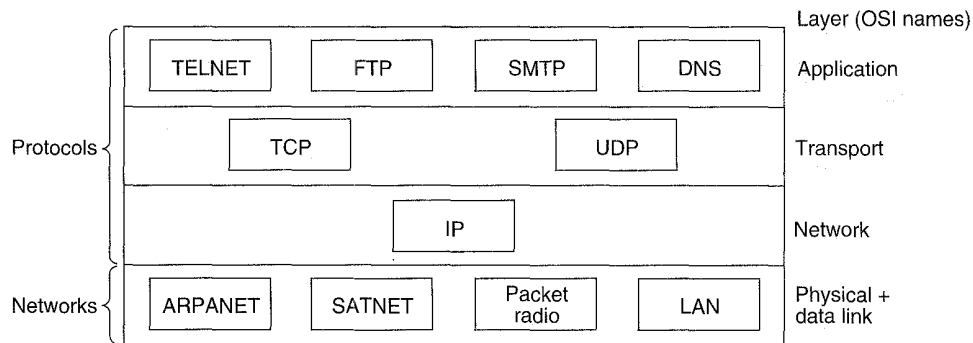 Layer (OSI names)
TELNET FTP SMTP DNS Application
Protocols TCP UDP Transport
IP Network
Networks ARPANET SATNET Packet radio LAN Physical + data link